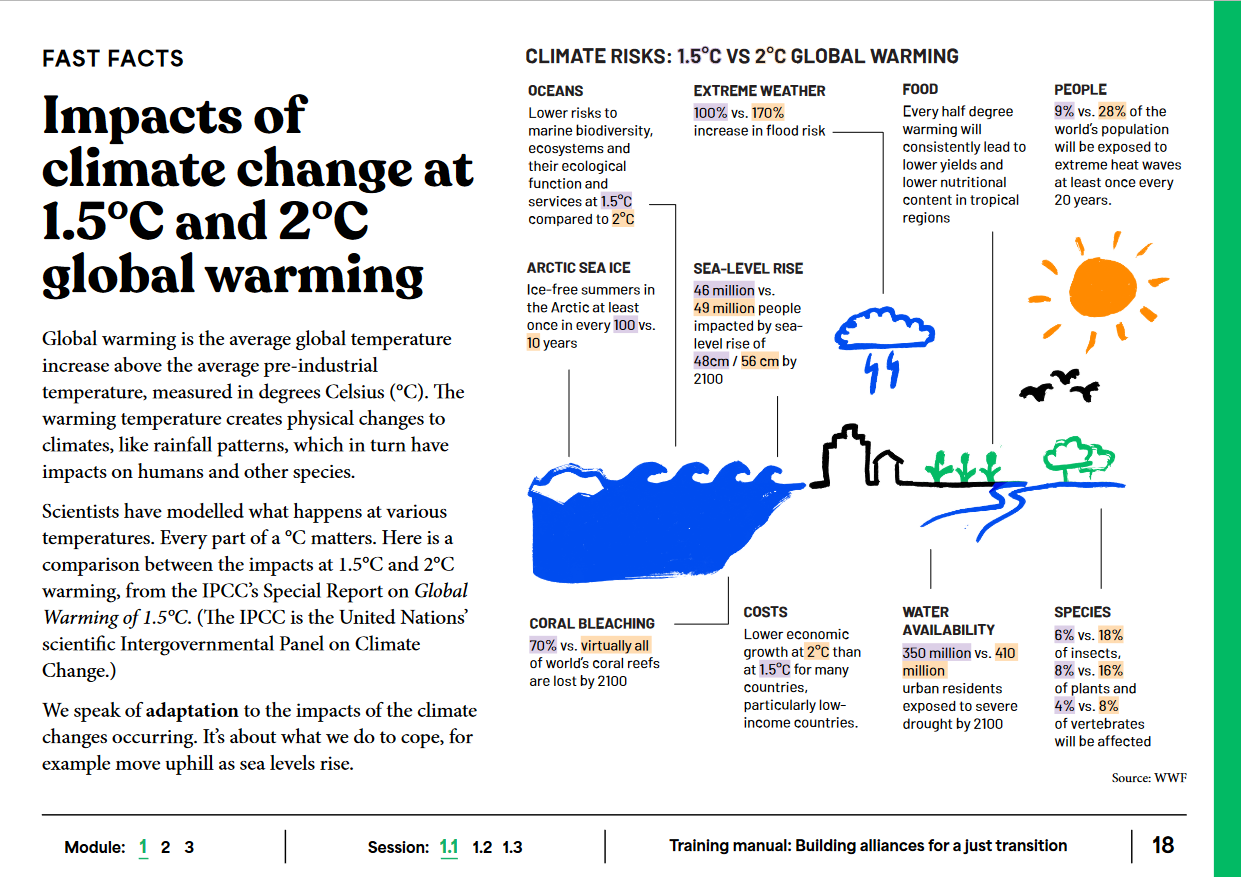 FAST FACTS
Impacts of
climate change at
1.5°C and 2°C
global warming
Global warming is the average global temperature
increase above the average pre-industrial
temperature, measured in degrees Celsius (°C). The
warming temperature creates physical changes to
climates, like rainfall patterns, which in turn have
impacts on humans and other species.
Scientists have modelled what happens at various
temperatures. Every part of a °C matters. Here is a
comparison between the impacts at 1.5°C and 2°C
warming, from the IPCC's Special Report on Global
Warming of 1.5°C. (The IPCC is the United Nations'
scientific Intergovernmental Panel on Climate
Change.)
We speak of adaptation to the impacts of the climate
changes occurring. It's about what we do to cope, for
example move uphill as sea levels rise.
CLIMATE RISKS: 1.5°C VS 2°C GLOBAL WARMING
OCEANS
Lower risks to
marine biodiversity,
ecosystems and
their ecological
function and
services at 1.5°C
compared to 2°C
EXTREME WEATHER
100% vs. 170%
increase in flood risk
FOOD
Every half degree
warming will
consistently lead to
lower yields and
lower nutritional
content in tropical
regions
PEOPLE
9% vs. 28% of the
world's population
will be exposed to
extreme heat waves
at least once every
20 years.
ARCTIC SEA ICE
Ice-free summers in
the Arctic at least
once in every 100 vs.
10 years
SEA-LEVEL RISE
46 million vs.
49 million people
impacted by sea-
level rise of
48cm / 56 cm by
2100
CORAL BLEACHING
70% vs. virtually all
of world's coral reefs
are lost by 2100
COSTS
Lower economic
growth at 2°C than
at 1.5°C for many
countries,
particularly low-
income countries.
WATER
AVAILABILITY
350 million vs. 410
million
urban residents
exposed to severe
drought by 2100
SPECIES
6% vs. 18%
of insects,
8% vs. 16%
of plants and
4% vs. 8%
of vertebrates
will be affected
Source: WWF
Module: 1 2 3
Session: 1.1 1.2 1.3
Training manual: Building alliances for a just transition
18